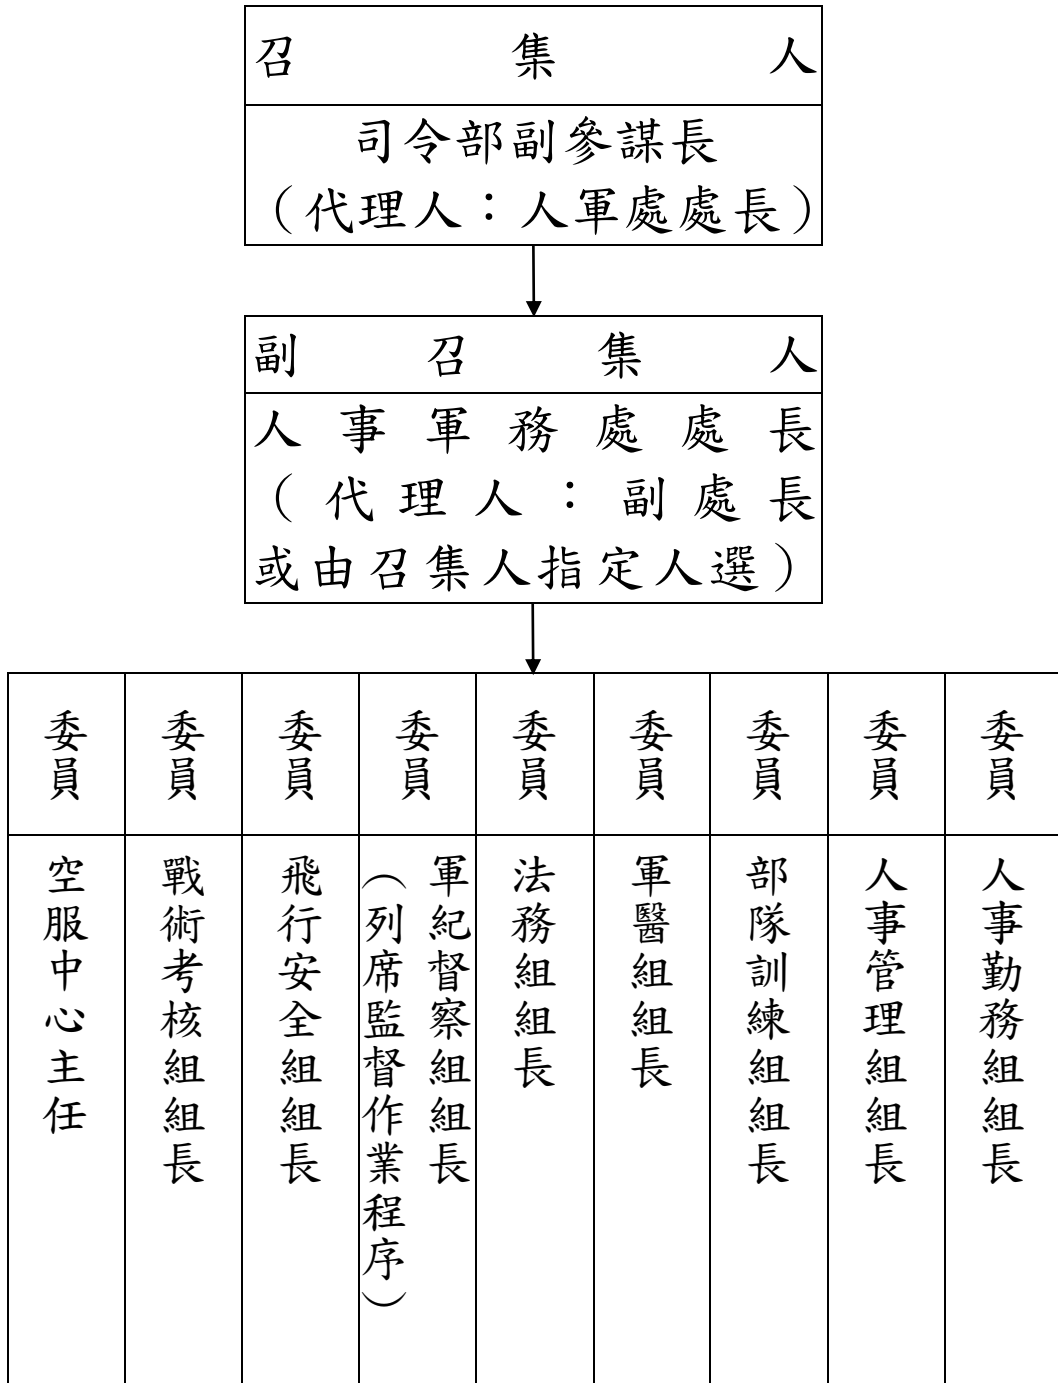 召集人
司令部副參謀長
（代理人：人軍處處長）
副召集人
人事軍務處處長
（代理人：副處長
或由召集人指定人選）
委員
人事勤務組組長
委員
人事管理組組長
委員
部隊訓練組組長
委員
軍醫組組長
委員
法務組組長
委員
軍紀督察組組長
（列席監督作業程序）
委員
飛行安全組組長
委員
戰術考核組組長
委員
空服中心主任